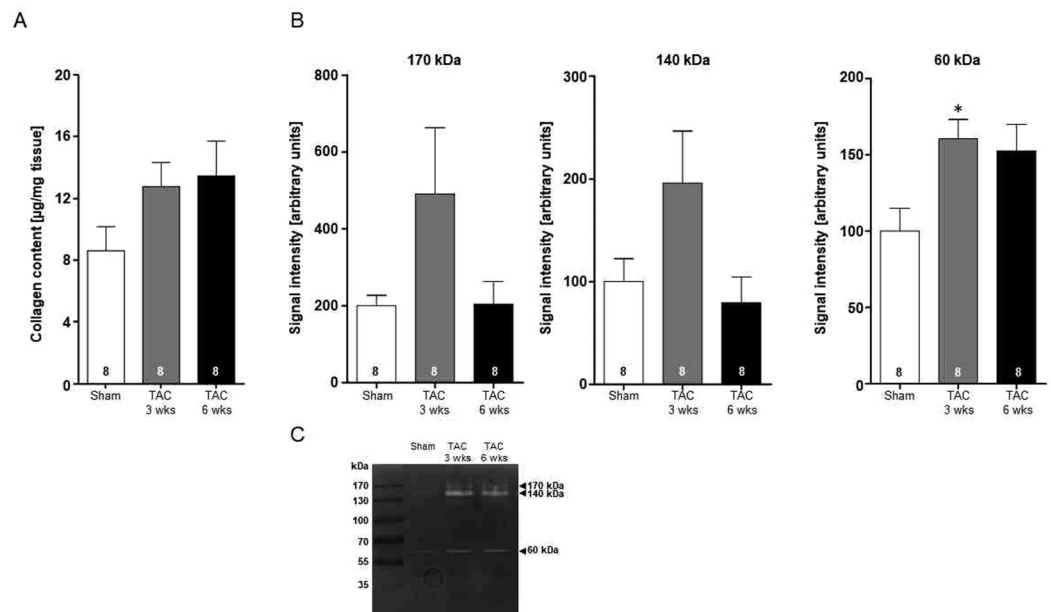 A
Collagen content [µg/mg tissue]
20
16
12
8
4
0
8
8
8
Sham
TAC
3 wks
TAC
6 wks
B
170 kDa
Signal intensity [arbitrary units]
800
600
400
200
0
8
8
8
Sham
TAC
3 wks
TAC
6 wks
140 kDa
Signal intensity [arbitrary units]
300
200
100
0
8
8
8
Sham
TAC
3 wks
TAC
6 wks
60 kDa
Signal intensity [arbitrary units]
200
150
100
50
0
*
8
8
8
Sham
TAC
3 wks
TAC
6 wks
C
Sham
TAC
3 wks
TAC
6 wks
kDa
170
130
100
70
55
35
170 kDa
140 kDa
60 kDa